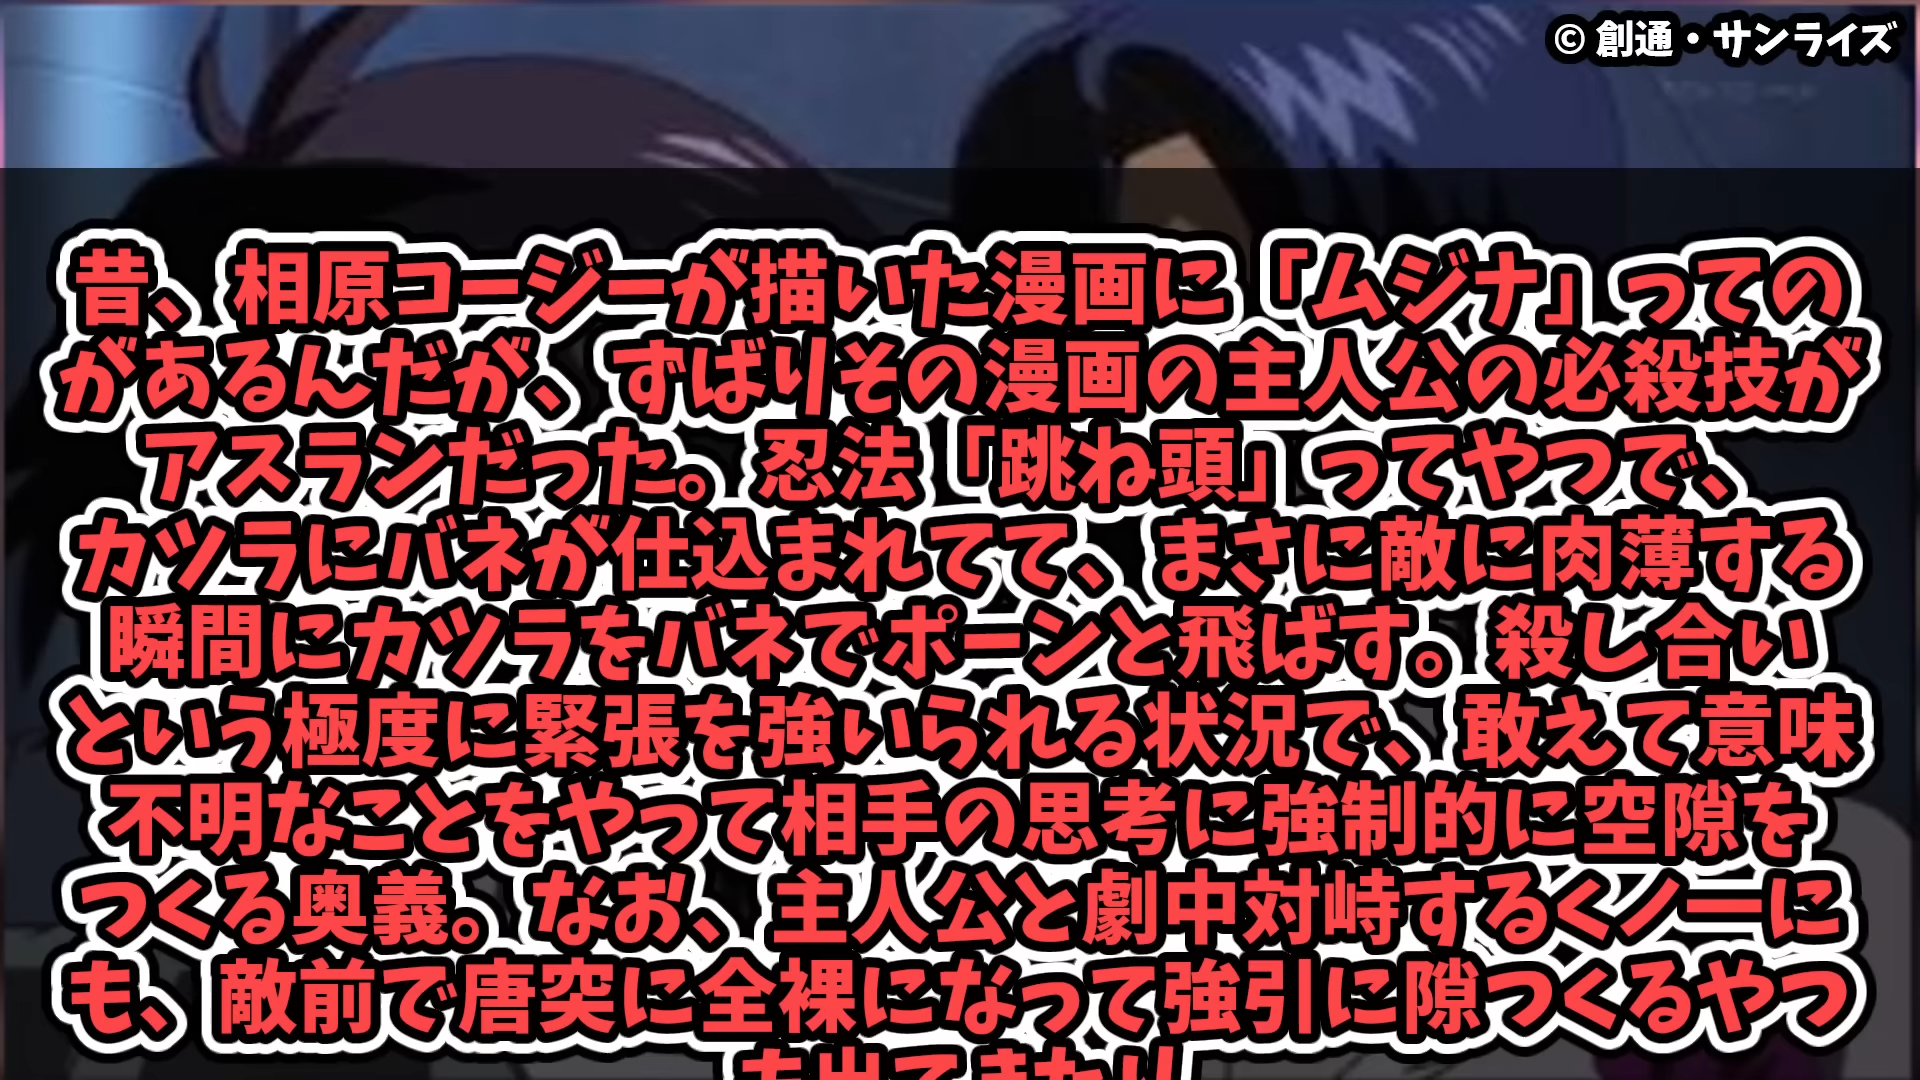 © 創通・サンライズ
昔、相原コージーが描いた漫画に「ムジナ」っての
があるんだが、ずばりその漫画の主人公の必殺技が
アスランだった。忍法「跳ね頭」ってやつで、
カツラにバネが仕込まれてて、まさに敵に肉薄する
瞬間にカツラをバネでポーンと飛ばす。殺し合い
という極度に緊張を強いられる状況で、敢えて意味
不明なことをやって相手の思考に強制的に空隙を
つくる奥義。なお、主人公と劇中対峙するくノ一に
も、敵前で唐突に全裸になって強引に隙つくるやつ
も出てきたり